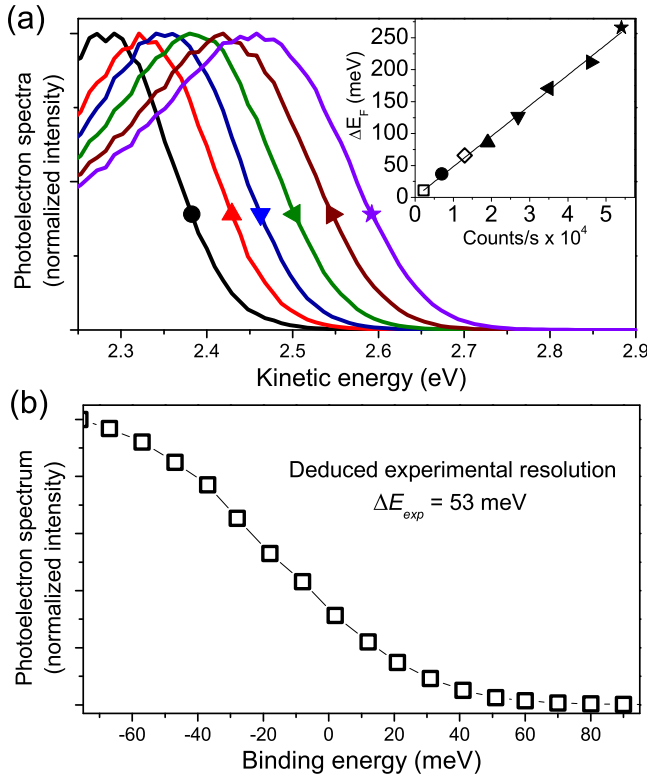 (a)
Photoelectron spectra
(normalized intensity)
2.3 2.4 2.5 2.6 2.7 2.8 2.9
Kinetic energy (eV)
ΔE_F (meV)
250
200
150
100
50
0
0 1 2 3 4 5
Counts/s x 10^4
(b)
Photoelectron spectrum
(normalized intensity)
Deduced experimental resolution
ΔE_exp = 53 meV
-60 -40 -20 0 20 40 60 80
Binding energy (meV)